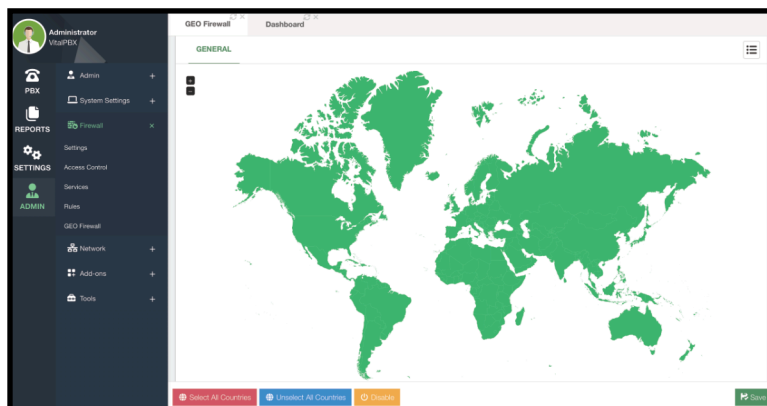 Administrator
VitalPBX
PBX
REPORTS
SETTINGS
ADMIN
Admin
System Settings
Firewall
Settings
Access Control
Services
Rules
GEO Firewall
Network
Add-ons
Tools
GEO Firewall
Dashboard
GENERAL
Select All Countries
Unselect All Countries
Disable
Save